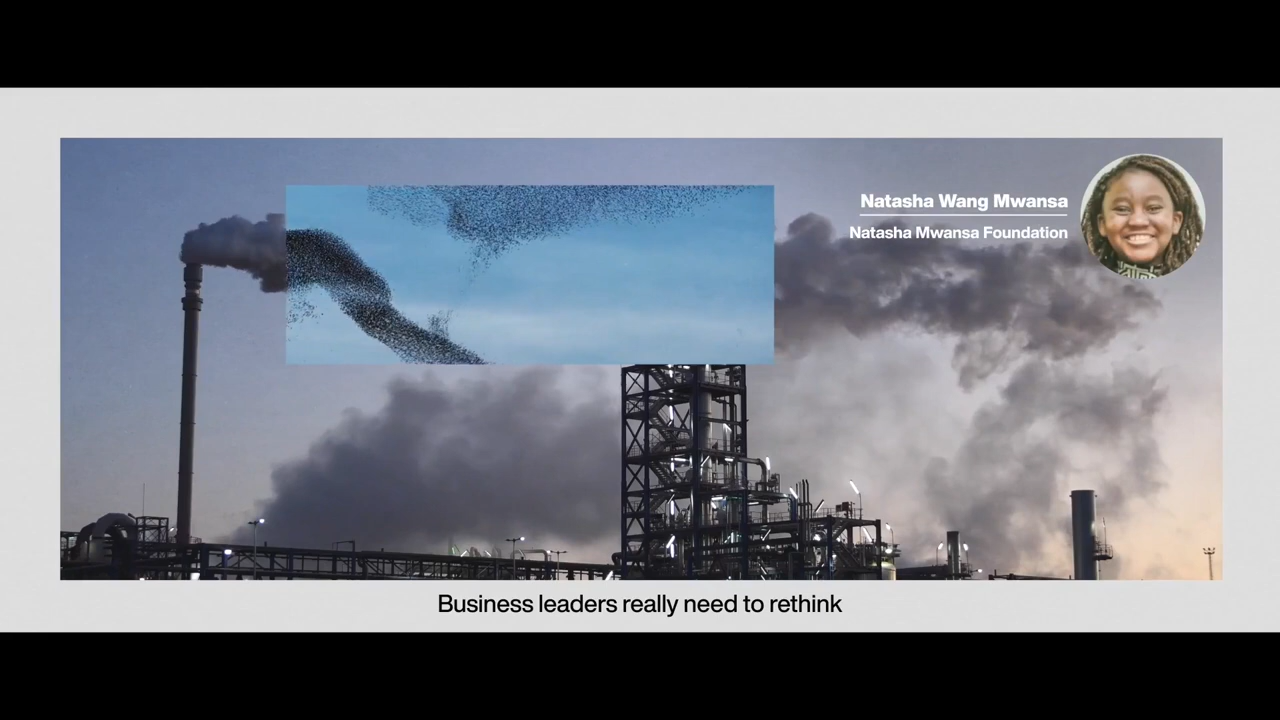 Natasha Wang Mwansa
Natasha Mwansa Foundation
Business leaders really need to rethink